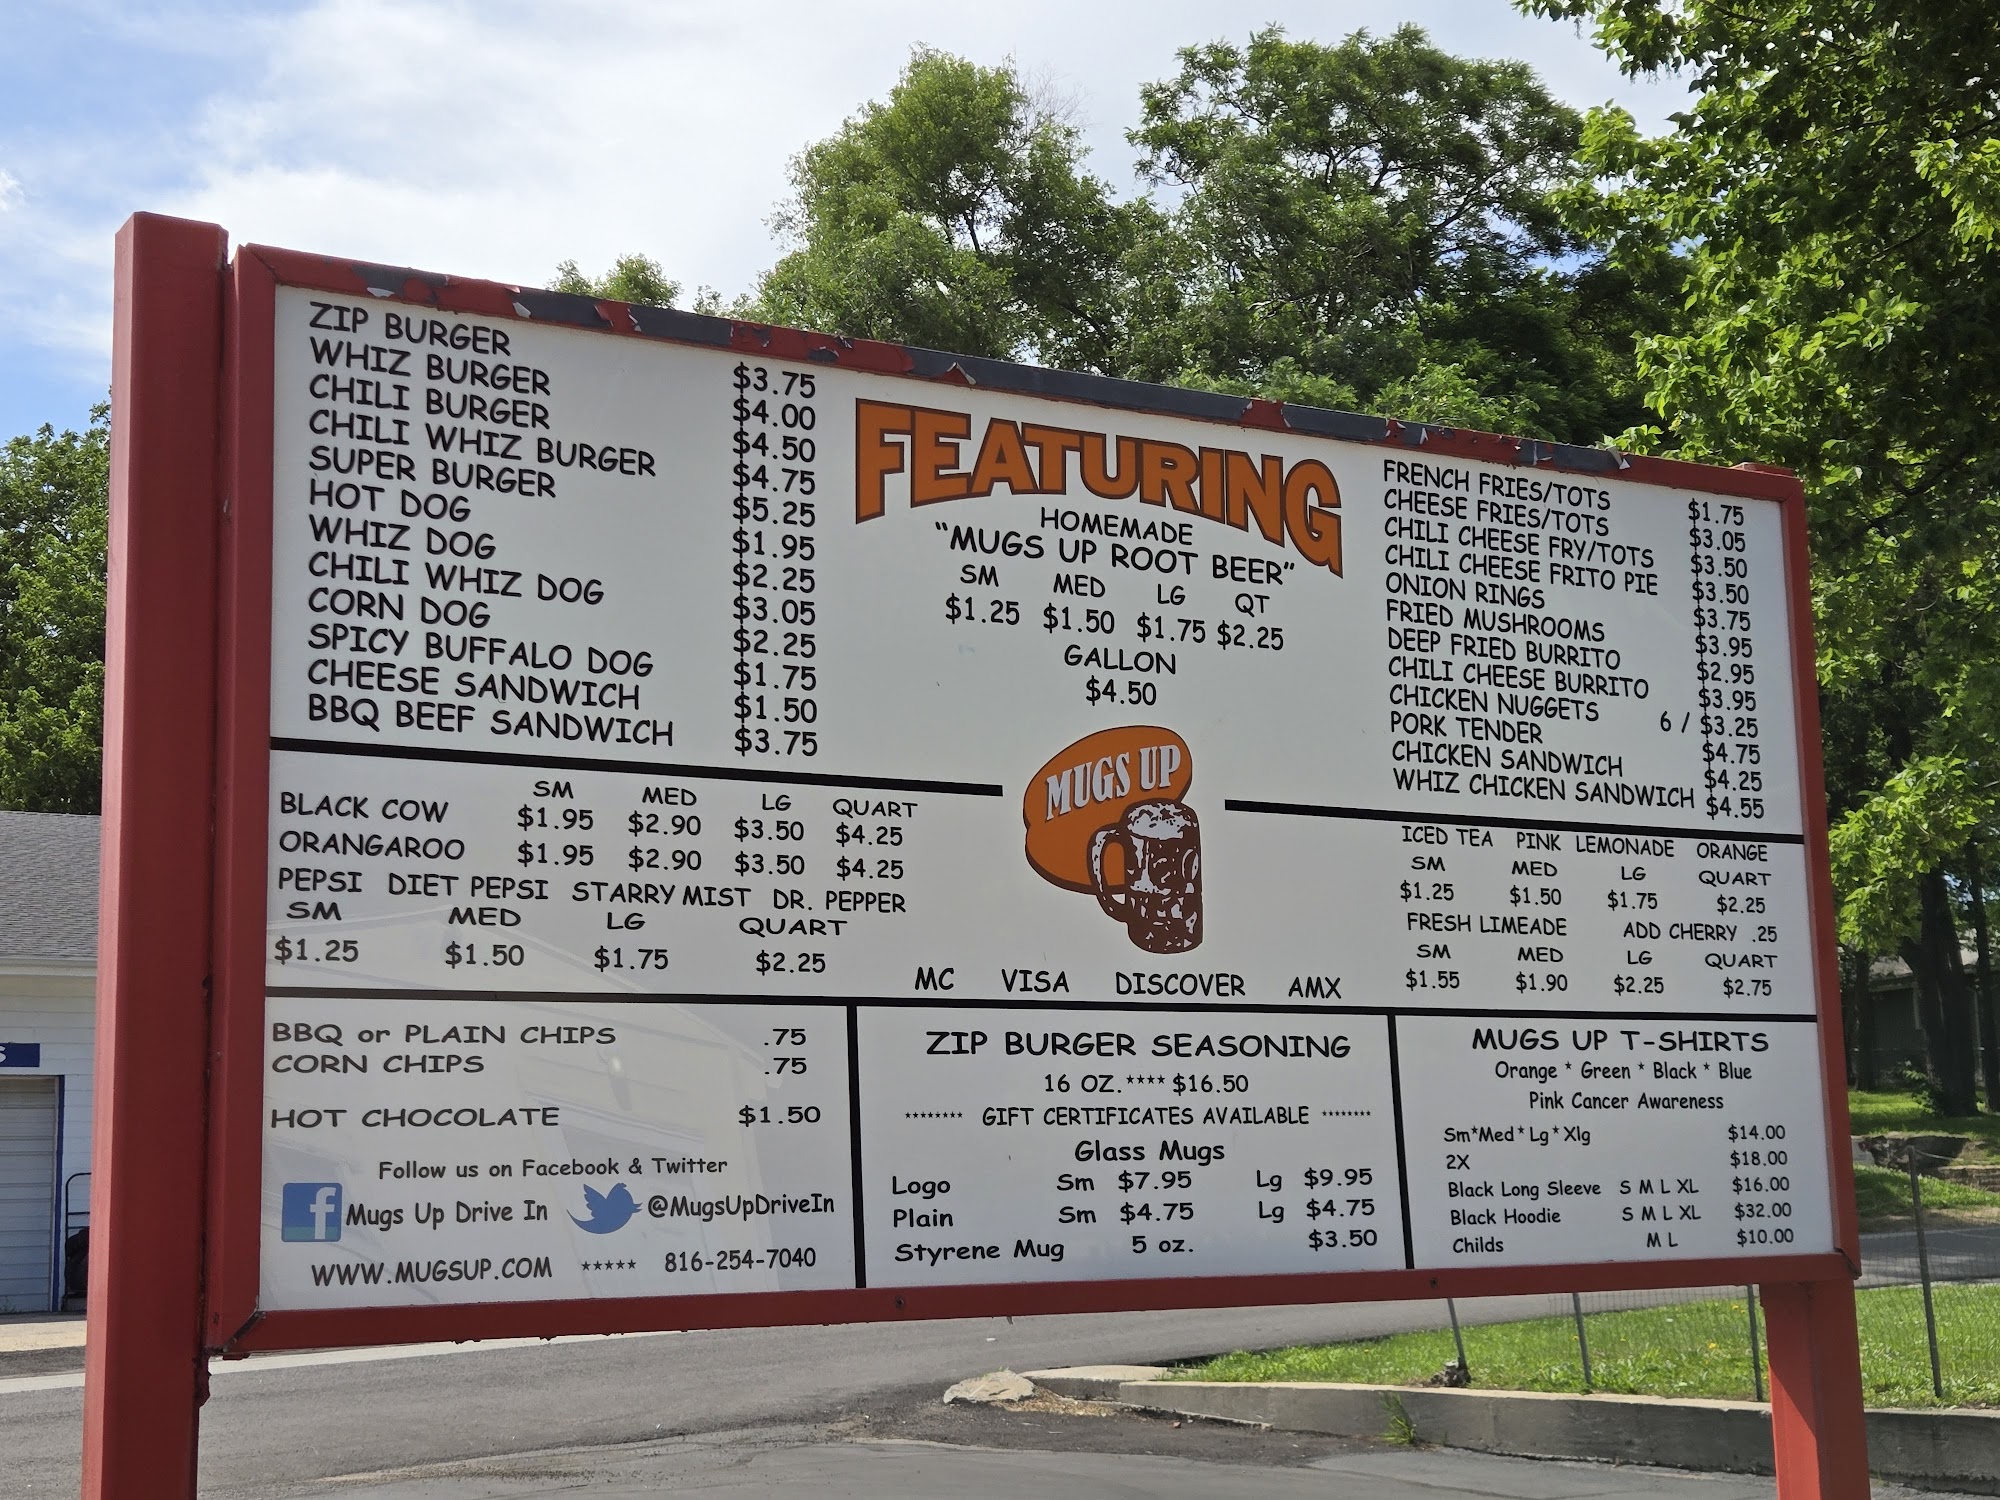 ZIP BURGER $3.75
WHIZ BURGER $4.00
CHILI BURGER $4.50
CHILI WHIZ BURGER $4.75
SUPER BURGER $5.25
HOT DOG $1.95
WHIZ DOG $2.25
CHILI WHIZ DOG $3.05
CORN DOG $2.25
SPICY BUFFALO DOG $1.75
CHEESE SANDWICH $1.50
BBQ BEEF SANDWICH $3.75
FEATURING
HOMEMADE
“MUGS UP ROOT BEER”
SM MED LG QT
$1.25 $1.50 $1.75 $2.25
GALLON
$4.50
MUGS UP
FRENCH FRIES/TOTS $1.75
CHEESE FRIES/TOTS $3.05
CHILI CHEESE FRY/TOTS $3.50
CHILI CHEESE FRITO PIE $3.50
ONION RINGS $3.75
FRIED MUSHROOMS $3.95
DEEP FRIED BURRITO $2.95
CHILI CHEESE BURRITO $3.95
CHICKEN NUGGETS 6 / $3.25
PORK TENDER $4.75
CHICKEN SANDWICH $4.25
WHIZ CHICKEN SANDWICH $4.55
SM MED LG QUART
BLACK COW $1.95 $2.90 $3.50 $4.25
ORANGAROO $1.95 $2.90 $3.50 $4.25
PEPSI DIET PEPSI STARRY MIST DR. PEPPER
SM MED LG QUART
$1.25 $1.50 $1.75 $2.25
MC VISA DISCOVER AMX
ICED TEA PINK LEMONADE ORANGE
SM MED LG QUART
$1.25 $1.50 $1.75 $2.25
FRESH LIMEADE ADD CHERRY .25
SM MED LG QUART
$1.55 $1.90 $2.25 $2.75
BBQ or PLAIN CHIPS .75
CORN CHIPS .75
HOT CHOCOLATE $1.50
Follow us on Facebook & Twitter
f Mugs Up Drive In @MugsUpDriveIn
WWW.MUGSUP.COM ***** 816-254-7040
ZIP BURGER SEASONING
16 OZ.**** $16.50
******** GIFT CERTIFICATES AVAILABLE ********
Glass Mugs
Logo Sm $7.95 Lg $9.95
Plain Sm $4.75 Lg $4.75
Styrene Mug 5 oz. $3.50
MUGS UP T-SHIRTS
Orange * Green * Black * Blue
Pink Cancer Awareness
Sm*Med*Lg*Xlg $14.00
2X $18.00
Black Long Sleeve S M L XL $16.00
Black Hoodie S M L XL $32.00
Childs M L $10.00
S